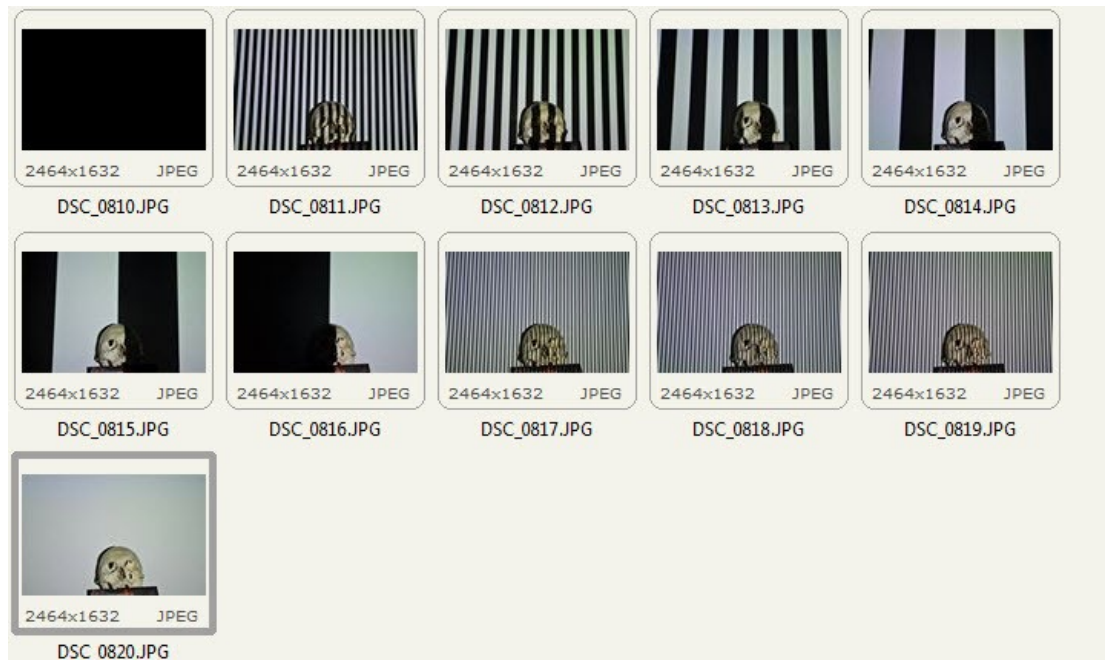 2464x1632 JPEG 2464x1632 JPEG 2464x1632 JPEG 2464x1632 JPEG 2464x1632 JPEG
DSC_0810.JPG DSC_0811.JPG DSC_0812.JPG DSC_0813.JPG DSC_0814.JPG
2464x1632 JPEG 2464x1632 JPEG 2464x1632 JPEG 2464x1632 JPEG 2464x1632 JPEG
DSC_0815.JPG DSC_0816.JPG DSC_0817.JPG DSC_0818.JPG DSC_0819.JPG
2464x1632 JPEG
DSC_0820.JPG